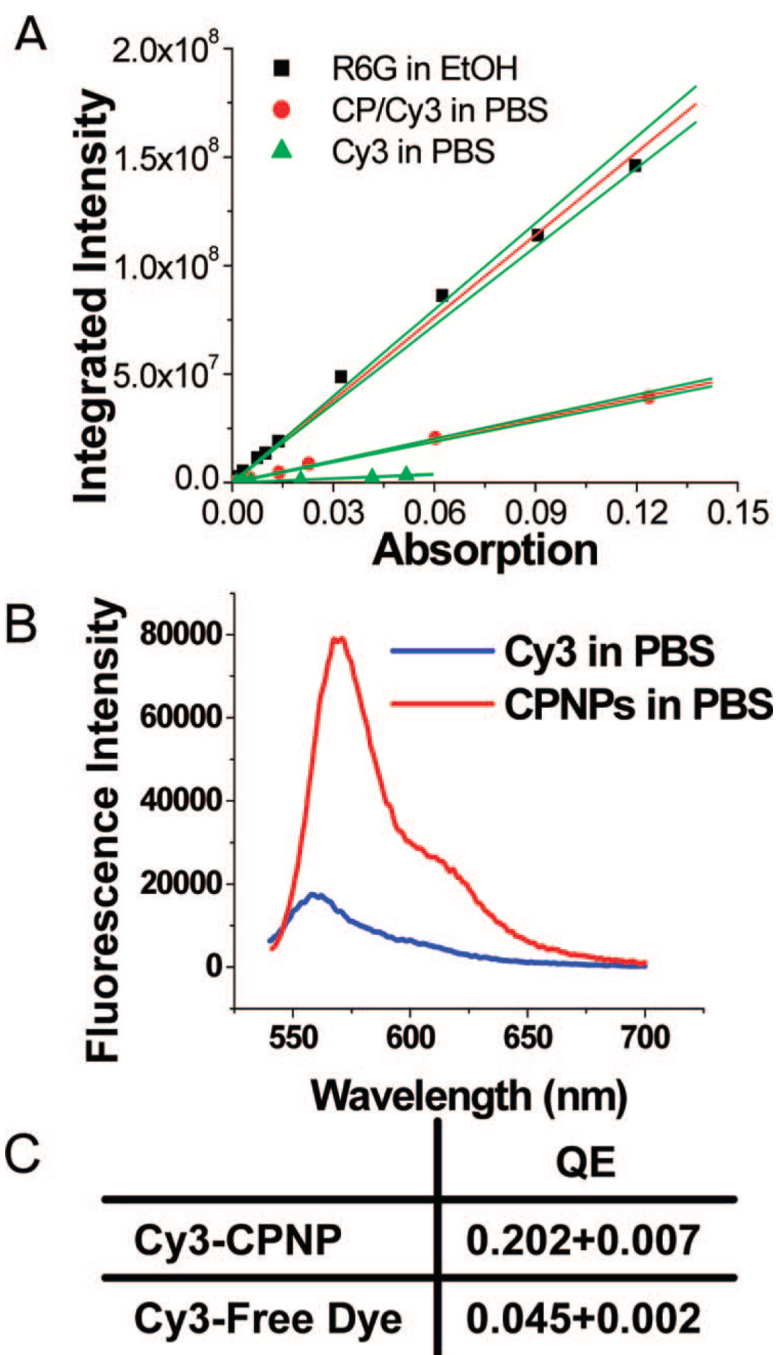 A
Integrated Intensity
2.0x10⁸
1.5x10⁸
1.0x10⁸
5.0x10⁷
0.0
R6G in EtOH
CP/Cy3 in PBS
Cy3 in PBS
0.00 0.03 0.06 0.09 0.12 0.15
Absorption
B
Fluorescence Intensity
80000
60000
40000
20000
0
Cy3 in PBS
CPNPs in PBS
550 600 650 700
Wavelength (nm)
C
QE
Cy3-CPNP 0.202+0.007
Cy3-Free Dye 0.045+0.002